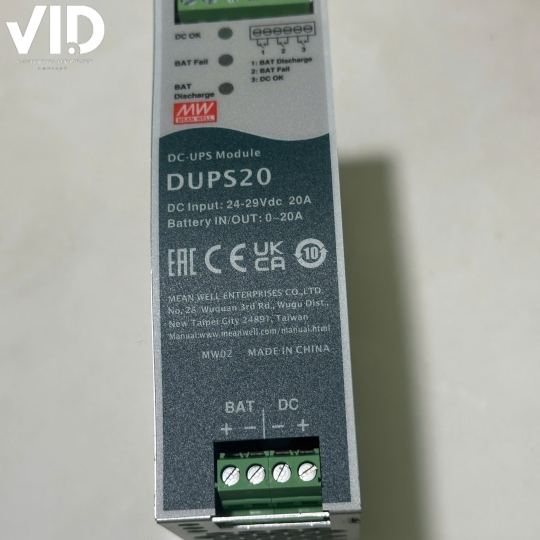 VID
DC OK
BAT Fail
BAT
Discharge
1 2 3
1: BAT Discharge
2: BAT Fail
3: DC OK
MW
MEAN WELL
DC-UPS Module
DUPS20
DC Input: 24-29Vdc 20A
Battery IN/OUT: 0~20A
EAC CE UK CA 10
MEAN WELL ENTERPRISES CO.,LTD.
No. 28, Wuquan 3rd Rd., Wugu Dist.,
New Taipei City 24891, Taiwan
Manual:www.meanwell.com/manual.html
MW02 MADE IN CHINA
BAT DC
+ − − +